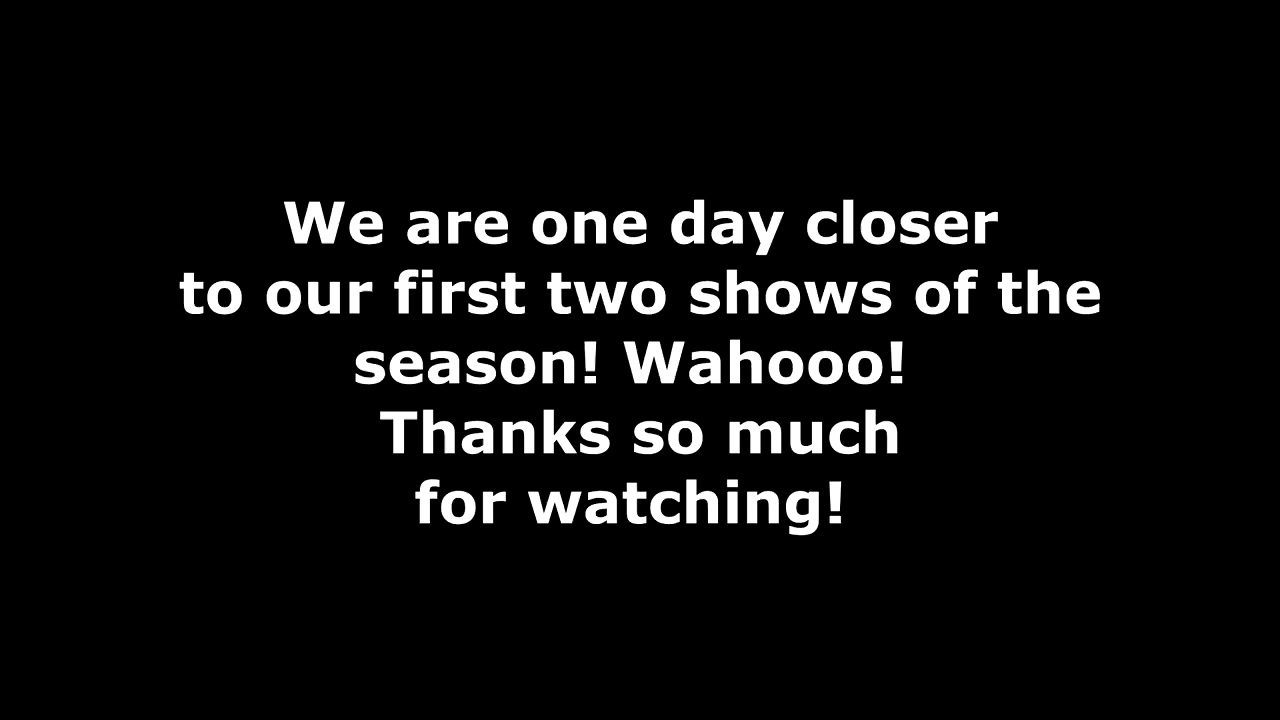 We are one day closer
to our first two shows of the
season! Wahooo!
Thanks so much
for watching!